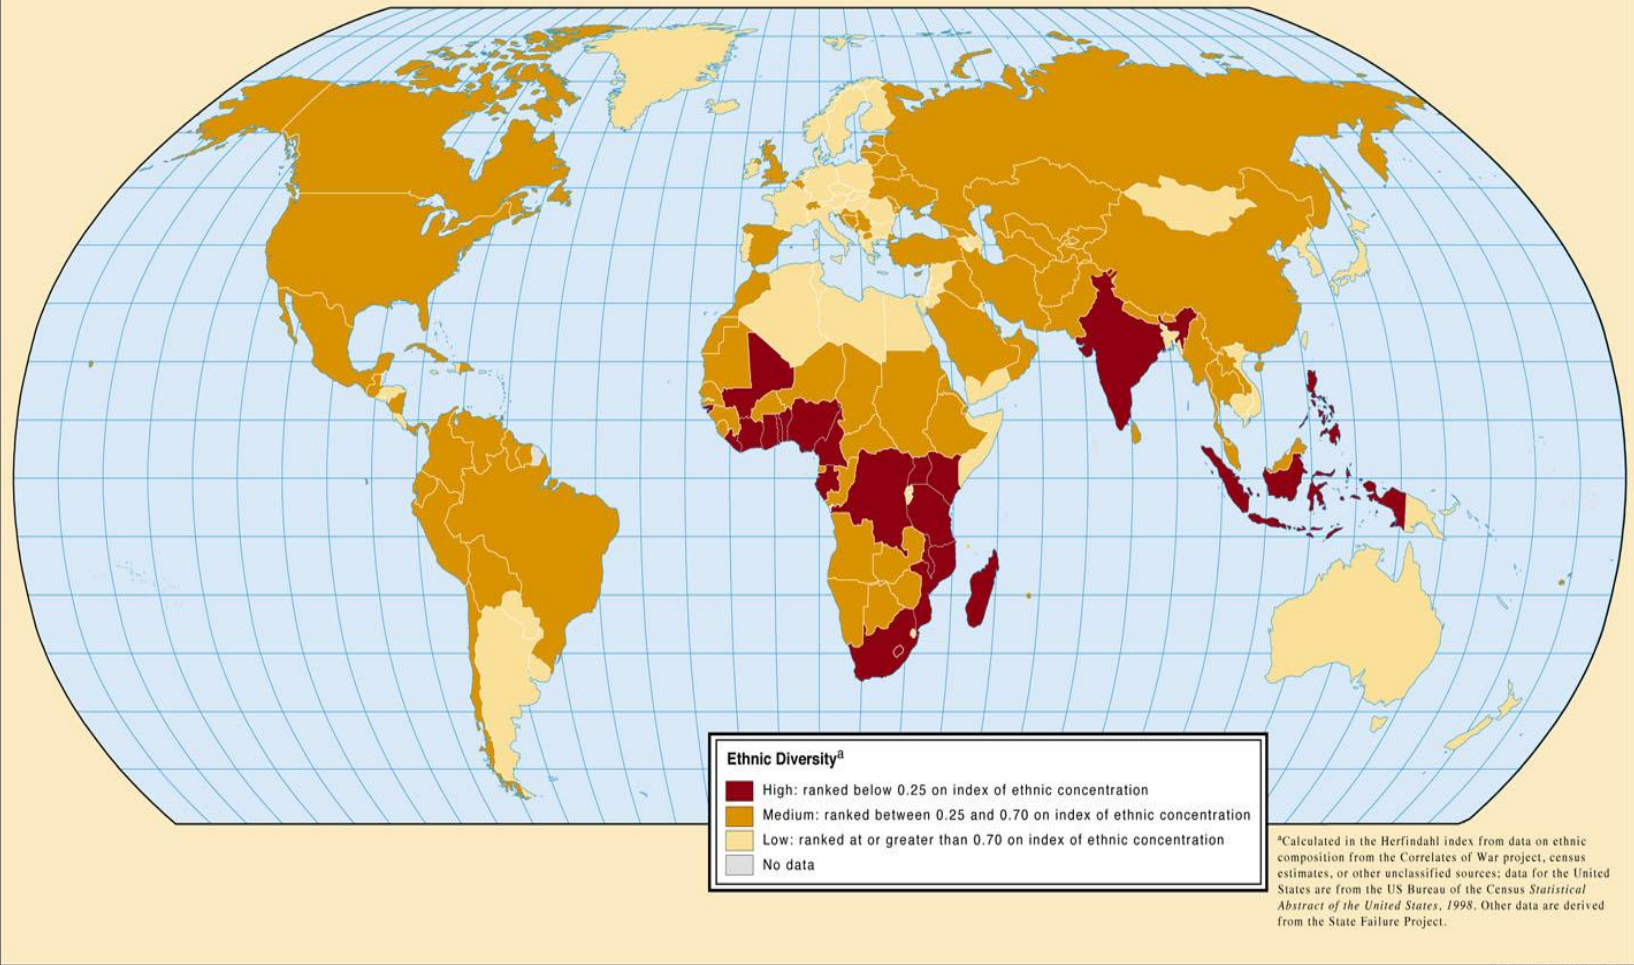 Ethnic Diversityª
High: ranked below 0.25 on index of ethnic concentration
Medium: ranked between 0.25 and 0.70 on index of ethnic concentration
Low: ranked at or greater than 0.70 on index of ethnic concentration
No data
ªCalculated in the Herfindahl index from data on ethnic
composition from the Correlates of War project, census
estimates, or other unclassified sources; data for the United
States are from the US Bureau of the Census Statistical
Abstract of the United States, 1998. Other data are derived
from the State Failure Project.